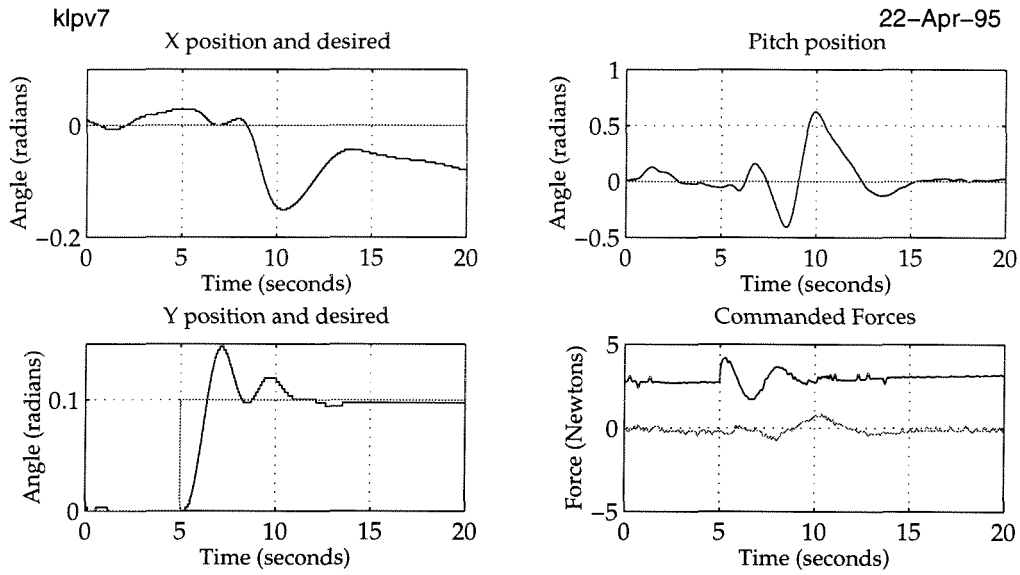 klpv7
22-Apr-95
X position and desired
Angle (radians)
0
-0.2
0 5 10 15 20
Time (seconds)
Pitch position
Angle (radians)
1
0.5
0
-0.5
0 5 10 15 20
Time (seconds)
Y position and desired
Angle (radians)
0.1
0
0 5 10 15 20
Time (seconds)
Commanded Forces
Force (Newtons)
5
0
-5
0 5 10 15 20
Time (seconds)